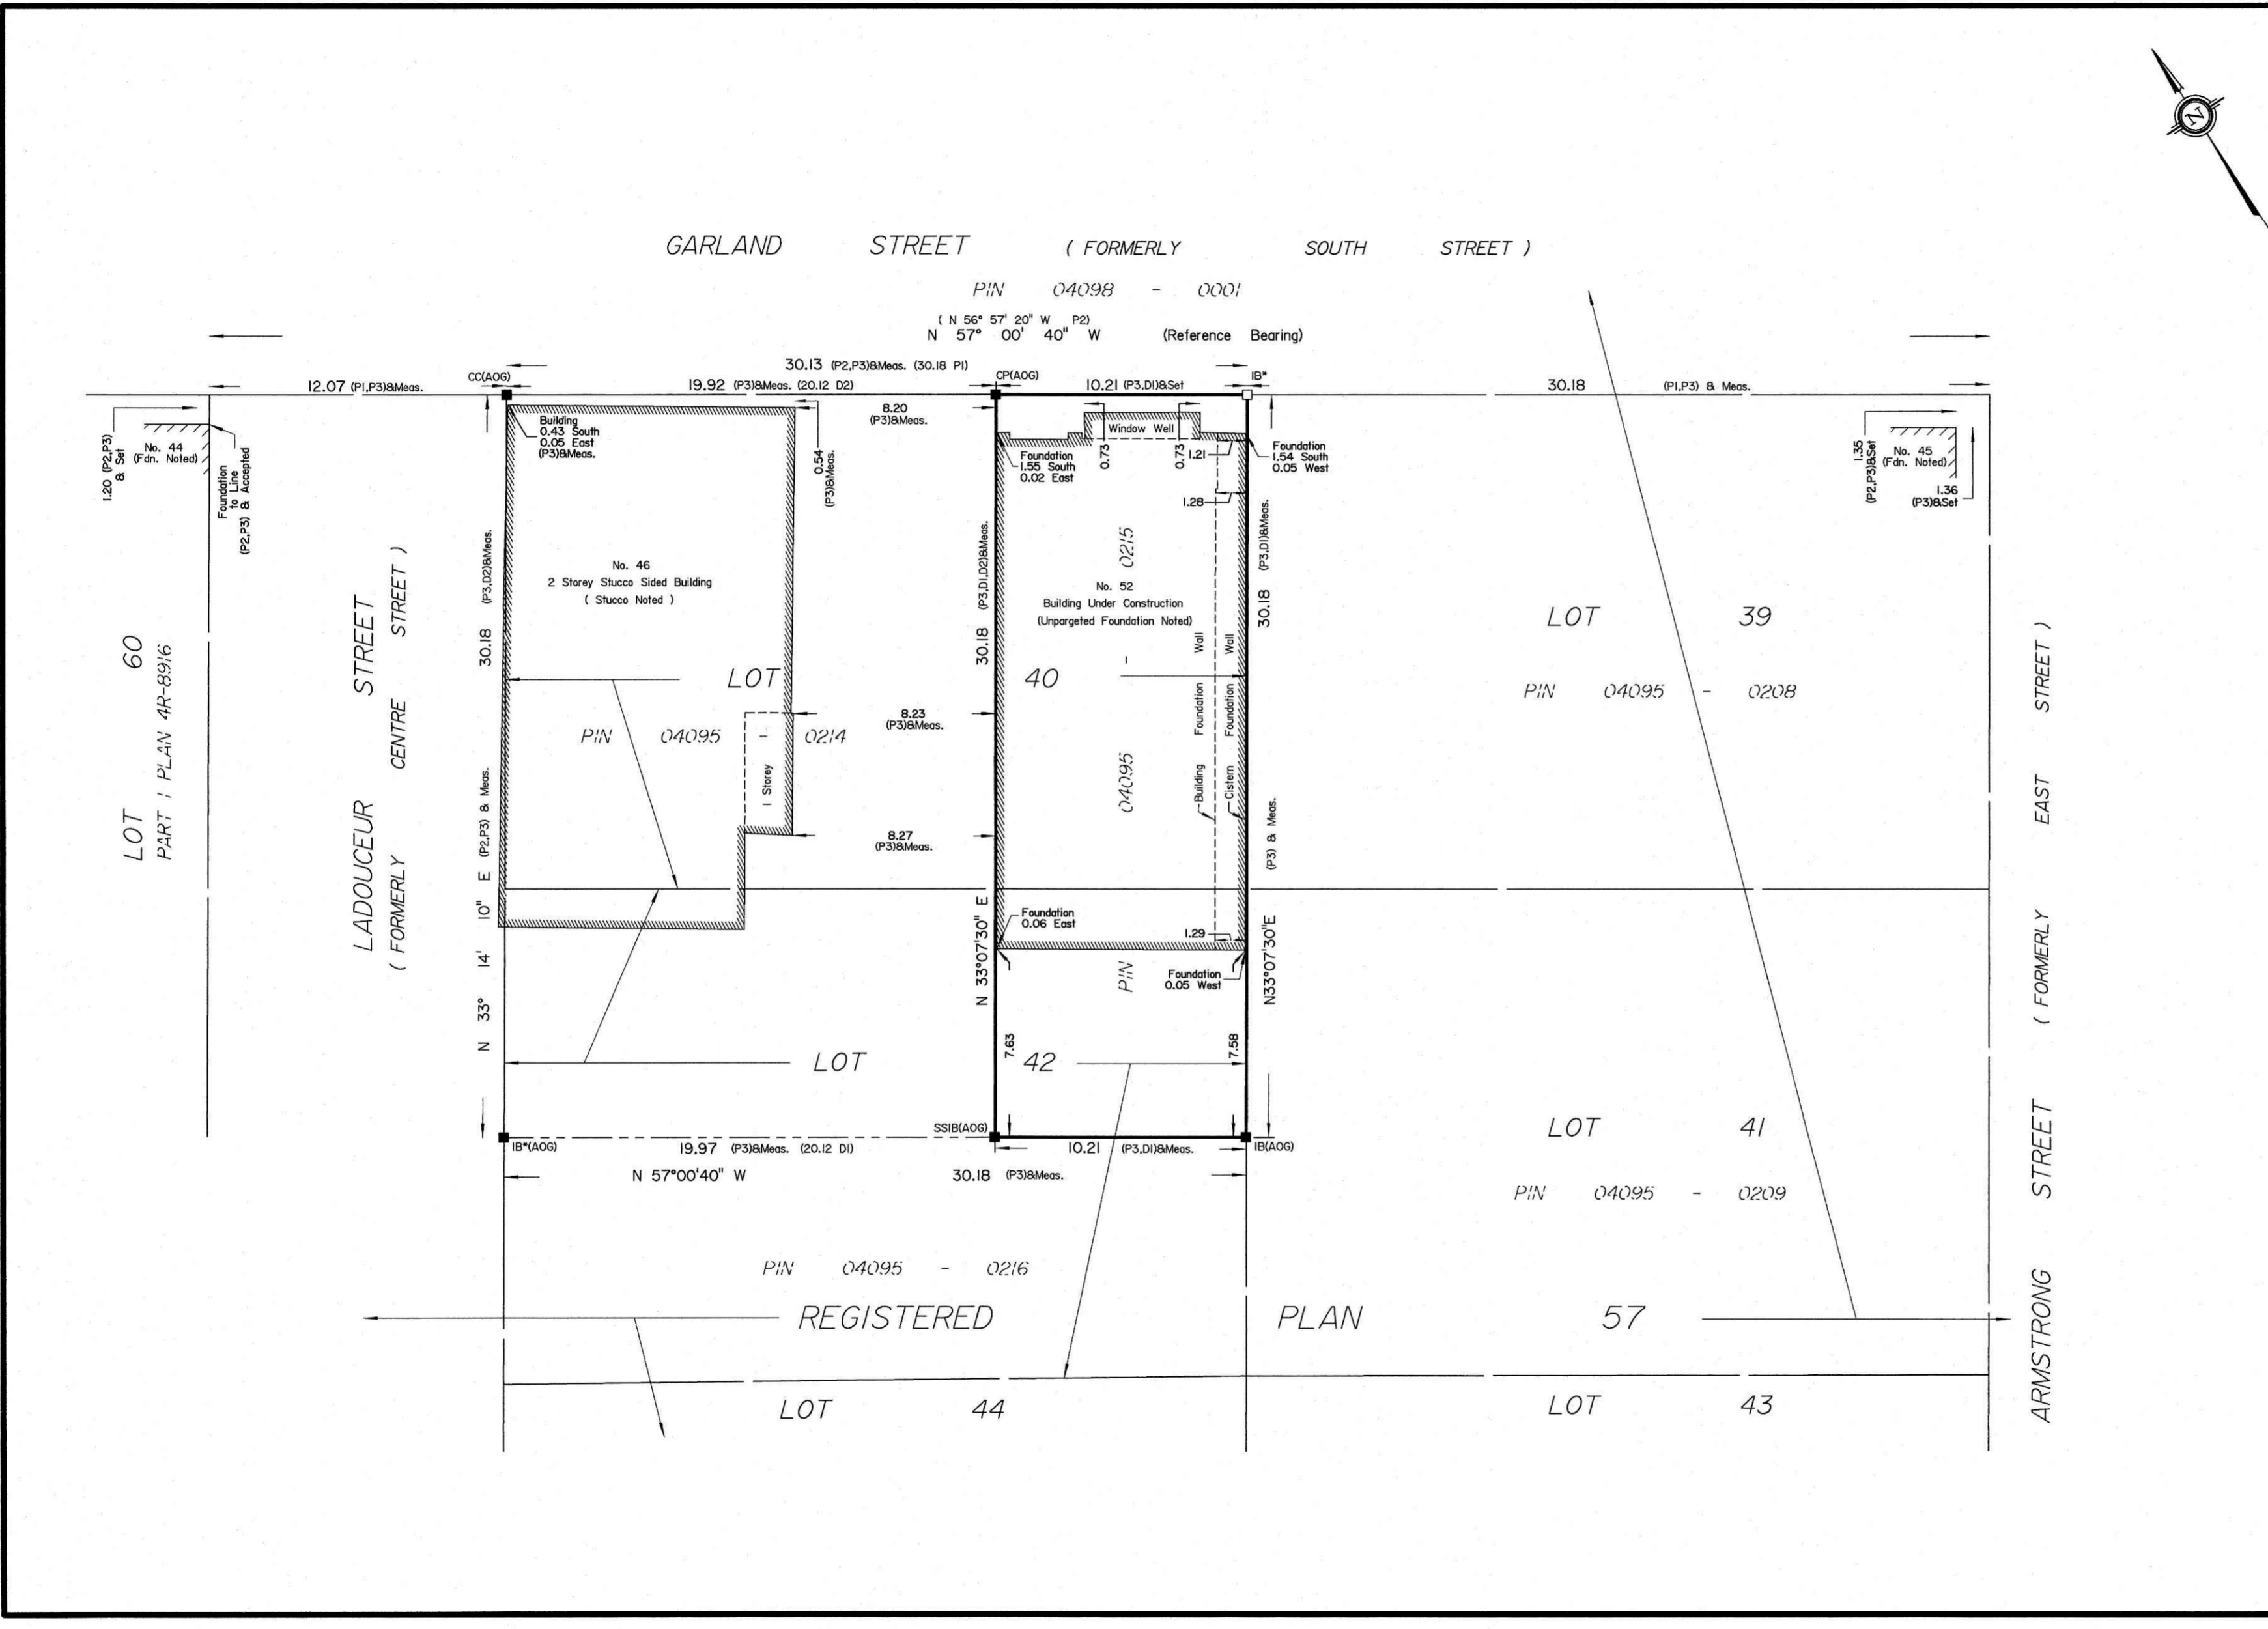 N
GARLAND STREET ( FORMERLY SOUTH STREET )
PIN 04098 - 0001
( N 56° 57' 20" W P2)
N 57° 00' 40" W (Reference Bearing)
30.13 (P2,P3)&Meas. (30.18 P1)
12.07 (P1,P3)&Meas.
CC(AOG)
19.92 (P3)&Meas. (20.12 D2)
CP(AOG)
10.21 (P3,D1)&Set
IB*
30.18 (P1,P3) & Meas.
1.20 (P2,P3)
& Set
No. 44
(Fdn. Noted)
Foundation
to Line
(P2,P3) & Accepted
Building
0.43 South
0.05 East
(P3)&Meas.
0.54
(P3)&Meas.
8.20
(P3)&Meas.
Window Well
0.73
0.73
1.21
Foundation
1.55 South
0.02 East
Foundation
1.54 South
0.05 West
1.28
1.35
(P2,P3)&Set
No. 45
(Fdn. Noted)
1.36
(P3)&Set
LOT 60
PART 1 PLAN 4R-8916
LADOUCEUR STREET
( FORMERLY CENTRE STREET )
N 33° 14' 10" E (P2,P3) & Meas.
30.18 (P3,D2)&Meas.
No. 46
2 Storey Stucco Sided Building
( Stucco Noted )
LOT 40
PIN 04095 - 0214
1 Storey
8.23
(P3)&Meas.
8.27
(P3)&Meas.
N 33°07'30" E
30.18 (P3,D1,D2)&Meas.
No. 52
Building Under Construction
(Unpargeted Foundation Noted)
PIN 04095 - 0215
Building Foundation Wall
Cistern Foundation Wall
30.18 (P3,D1)&Meas.
N33°07'30"E (P3) & Meas.
LOT 39
PIN 04095 - 0208
ARMSTRONG STREET ( FORMERLY EAST STREET )
Foundation
0.06 East
1.29
Foundation
0.05 West
7.63
7.58
LOT 42
LOT 41
PIN 04095 - 0209
IB*(AOG)
19.97 (P3)&Meas. (20.12 D1)
SSIB(AOG)
10.21 (P3,D1)&Meas.
IB(AOG)
N 57°00'40" W
30.18 (P3)&Meas.
PIN 04095 - 0216
REGISTERED PLAN 57
LOT 44
LOT 43